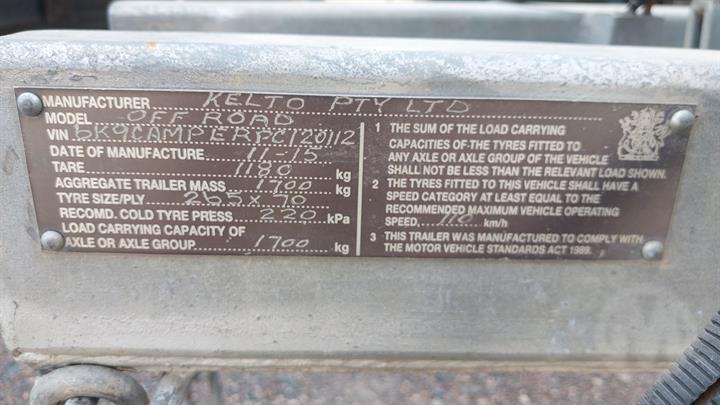 MANUFACTURER KELTO PTY LTD
MODEL OFF ROAD
VIN 5K9CAMPERPC120112
DATE OF MANUFACTURE 11-15
TARE 1180 kg
AGGREGATE TRAILER MASS 1700 kg
TYRE SIZE/PLY 265x70
RECOMD. COLD TYRE PRESS 220 kPa
LOAD CARRYING CAPACITY OF
AXLE OR AXLE GROUP 1700 kg
1 THE SUM OF THE LOAD CARRYING
CAPACITIES OF THE TYRES FITTED TO
ANY AXLE OR AXLE GROUP OF THE VEHICLE
SHALL NOT BE LESS THAN THE RELEVANT LOAD SHOWN.
2 THE TYRES FITTED TO THIS VEHICLE SHALL HAVE A
SPEED CATEGORY AT LEAST EQUAL TO THE
RECOMMENDED MAXIMUM VEHICLE OPERATING
SPEED, 110 km/h
3 THIS TRAILER WAS MANUFACTURED TO COMPLY WITH
THE MOTOR VEHICLE STANDARDS ACT 1989.